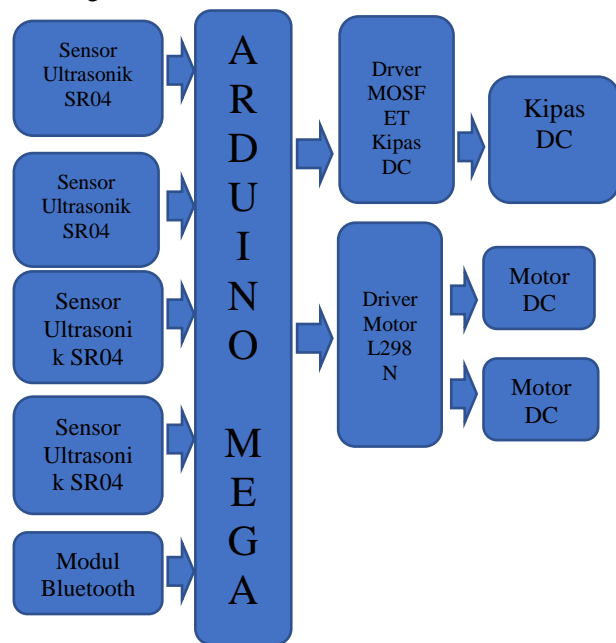 Sensor
Ultrasonik
SR04
Sensor
Ultrasonik
SR04
Sensor
Ultrasoni
k SR04
Sensor
Ultrasoni
k SR04
Modul
Bluetooth
A
R
D
U
I
N
O
M
E
G
A
Drver
MOSF
ET
Kipas
DC
Kipas
DC
Driver
Motor
L298
N
Motor
DC
Motor
DC